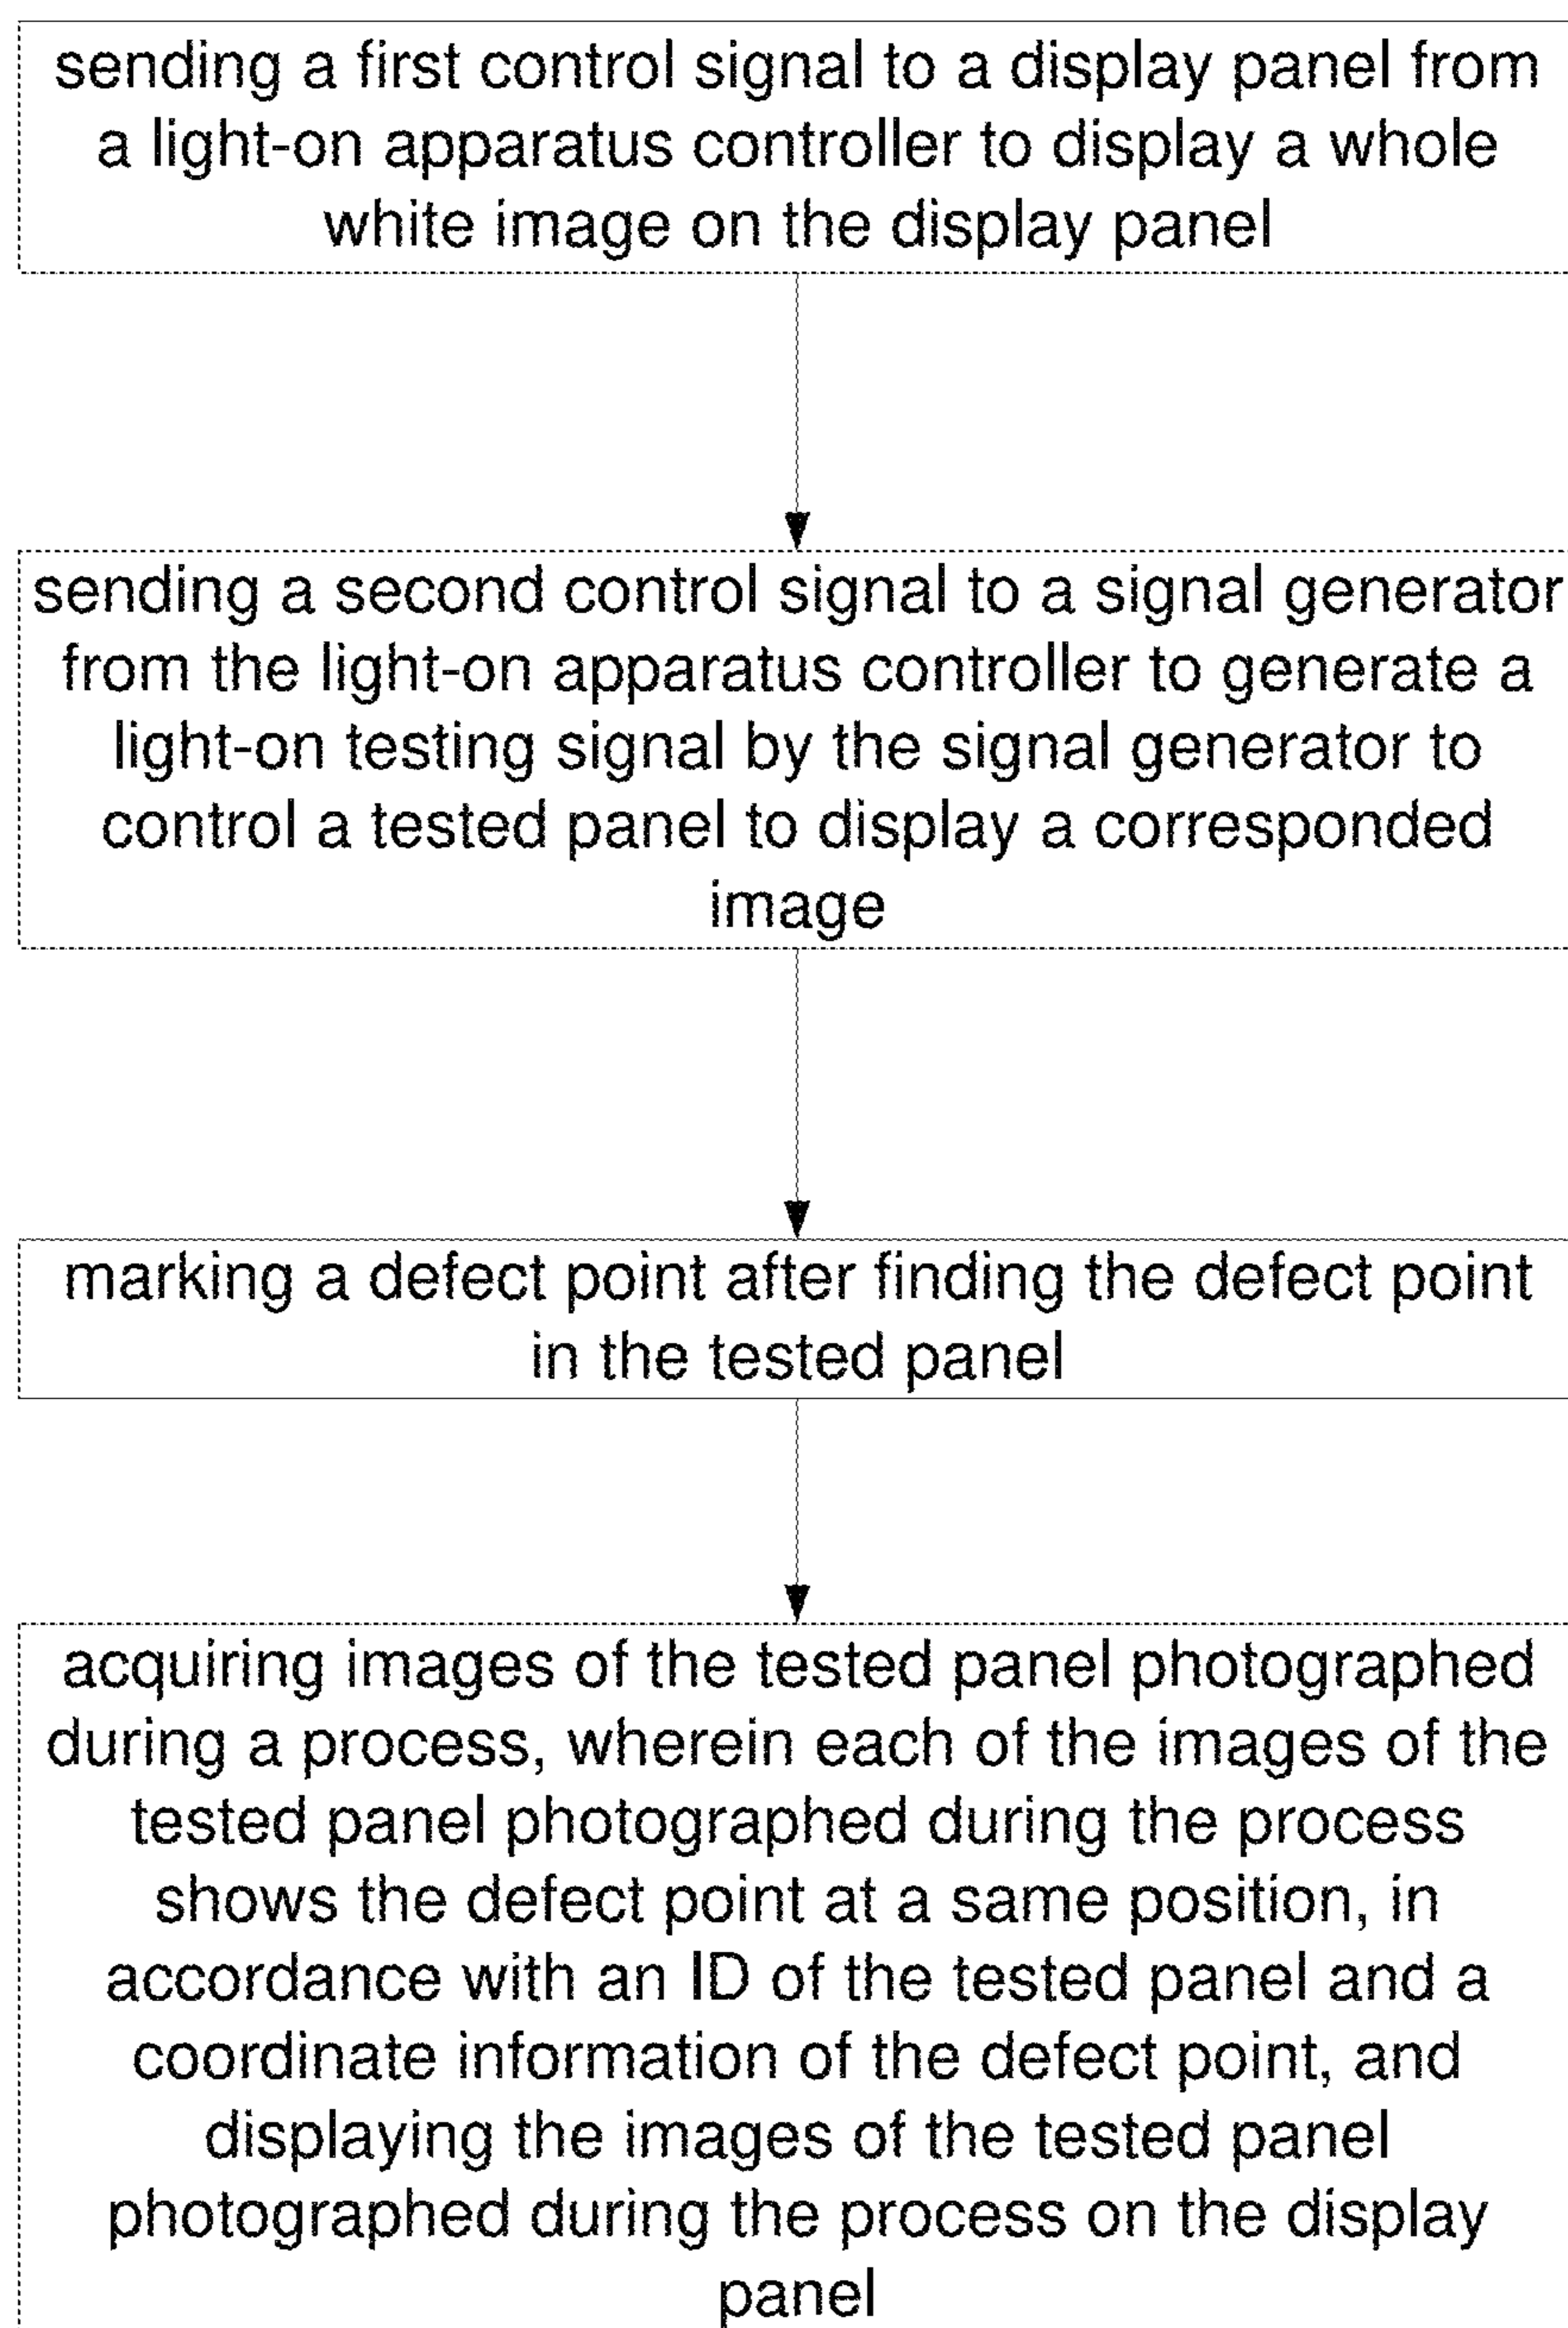 sending a first control signal to a display panel from
a light-on apparatus controller to display a whole
white image on the display panel
sending a second control signal to a signal generator
from the light-on apparatus controller to generate a
light-on testing signal by the signal generator to
control a tested panel to display a corresponded
image
marking a defect point after finding the defect point
in the tested panel
acquiring images of the tested panel photographed
during a process, wherein each of the images of the
tested panel photographed during the process
shows the defect point at a same position, in
accordance with an ID of the tested panel and a
coordinate information of the defect point, and
displaying the images of the tested panel
photographed during the process on the display
panel